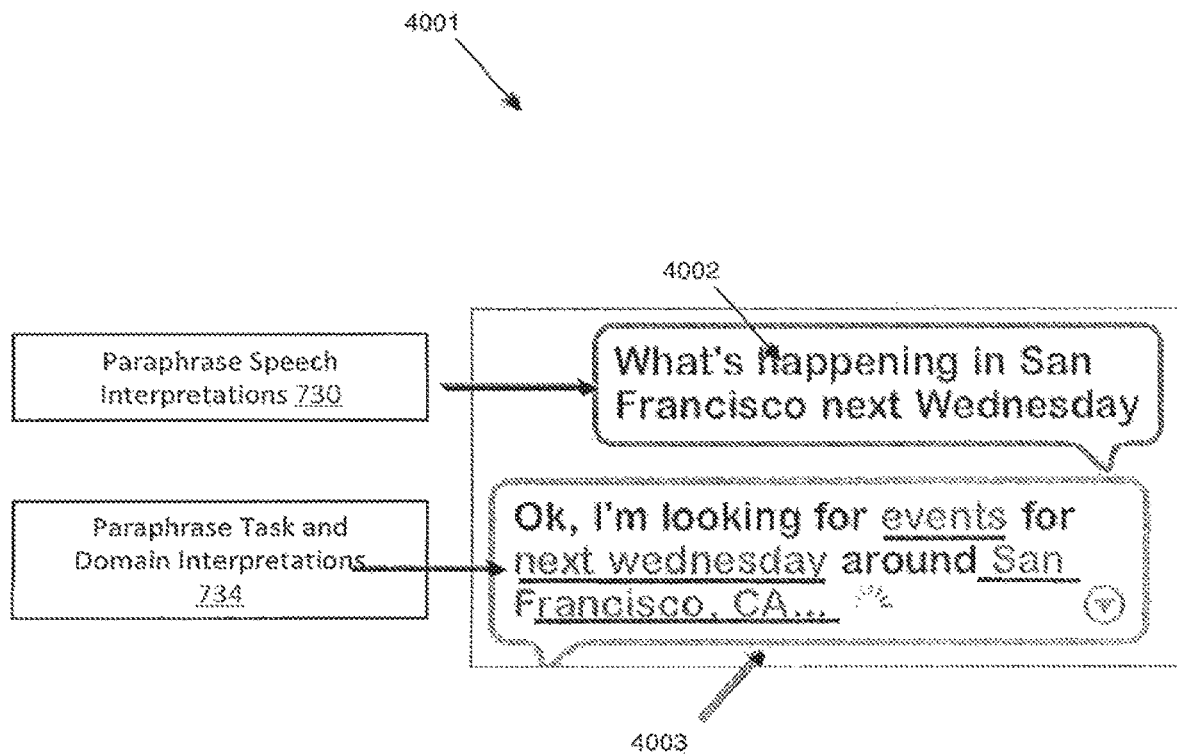 4001
4002
Paraphrase Speech
Interpretations 730
What's happening in San
Francisco next Wednesday
Paraphrase Task and
Domain Interpretations
734
Ok, I'm looking for events for
next wednesday around San
Francisco, CA...
4003